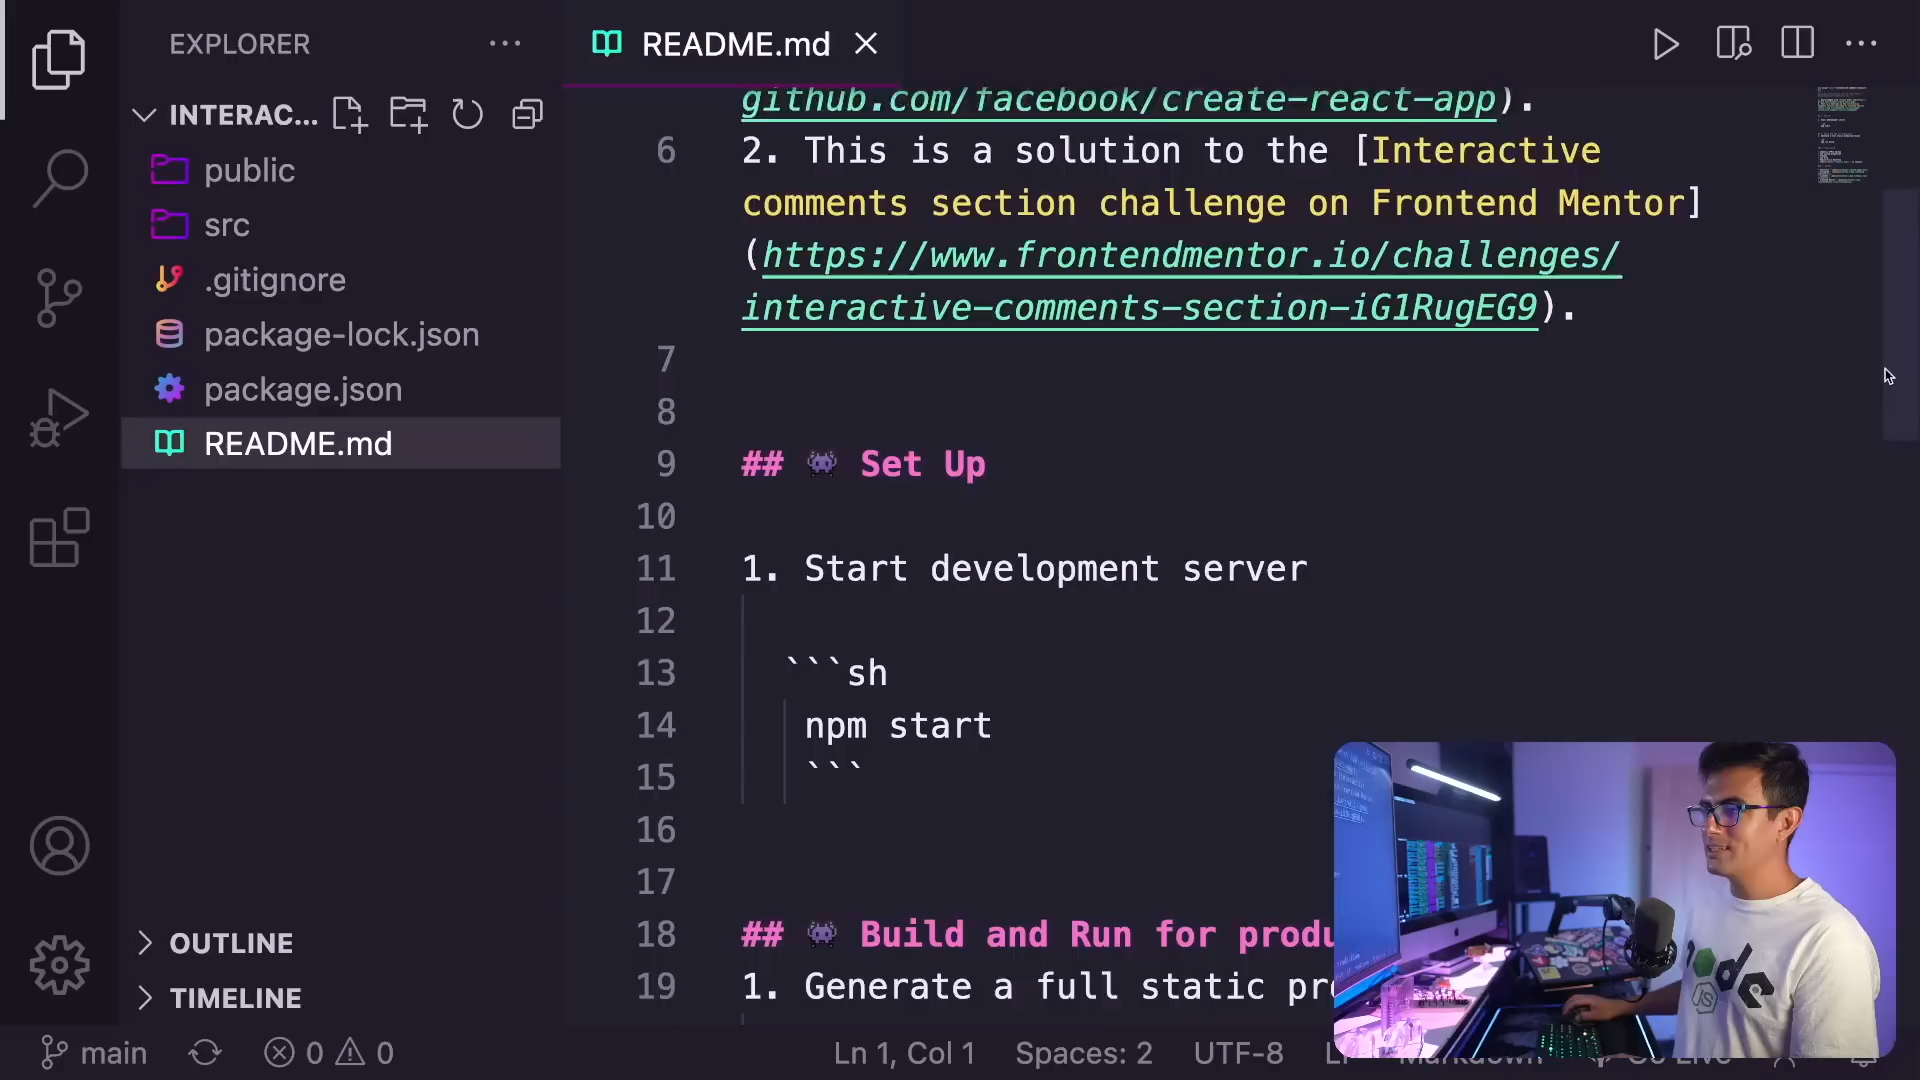 EXPLORER
README.md
INTERAC...
public
src
.gitignore
package-lock.json
package.json
README.md
OUTLINE
TIMELINE
github.com/facebook/create-react-app).
6 2. This is a solution to the [Interactive
comments section challenge on Frontend Mentor]
(https://www.frontendmentor.io/challenges/
interactive-comments-section-iG1RugEG9).
7
8
9 ## 👾 Set Up
10
11 1. Start development server
12
13 ```sh
14 npm start
15 ```
16
17
18 ## 👾 Build and Run for produ
19 1. Generate a full static pr
main
0
0
Ln 1, Col 1
Spaces: 2
UTF-8